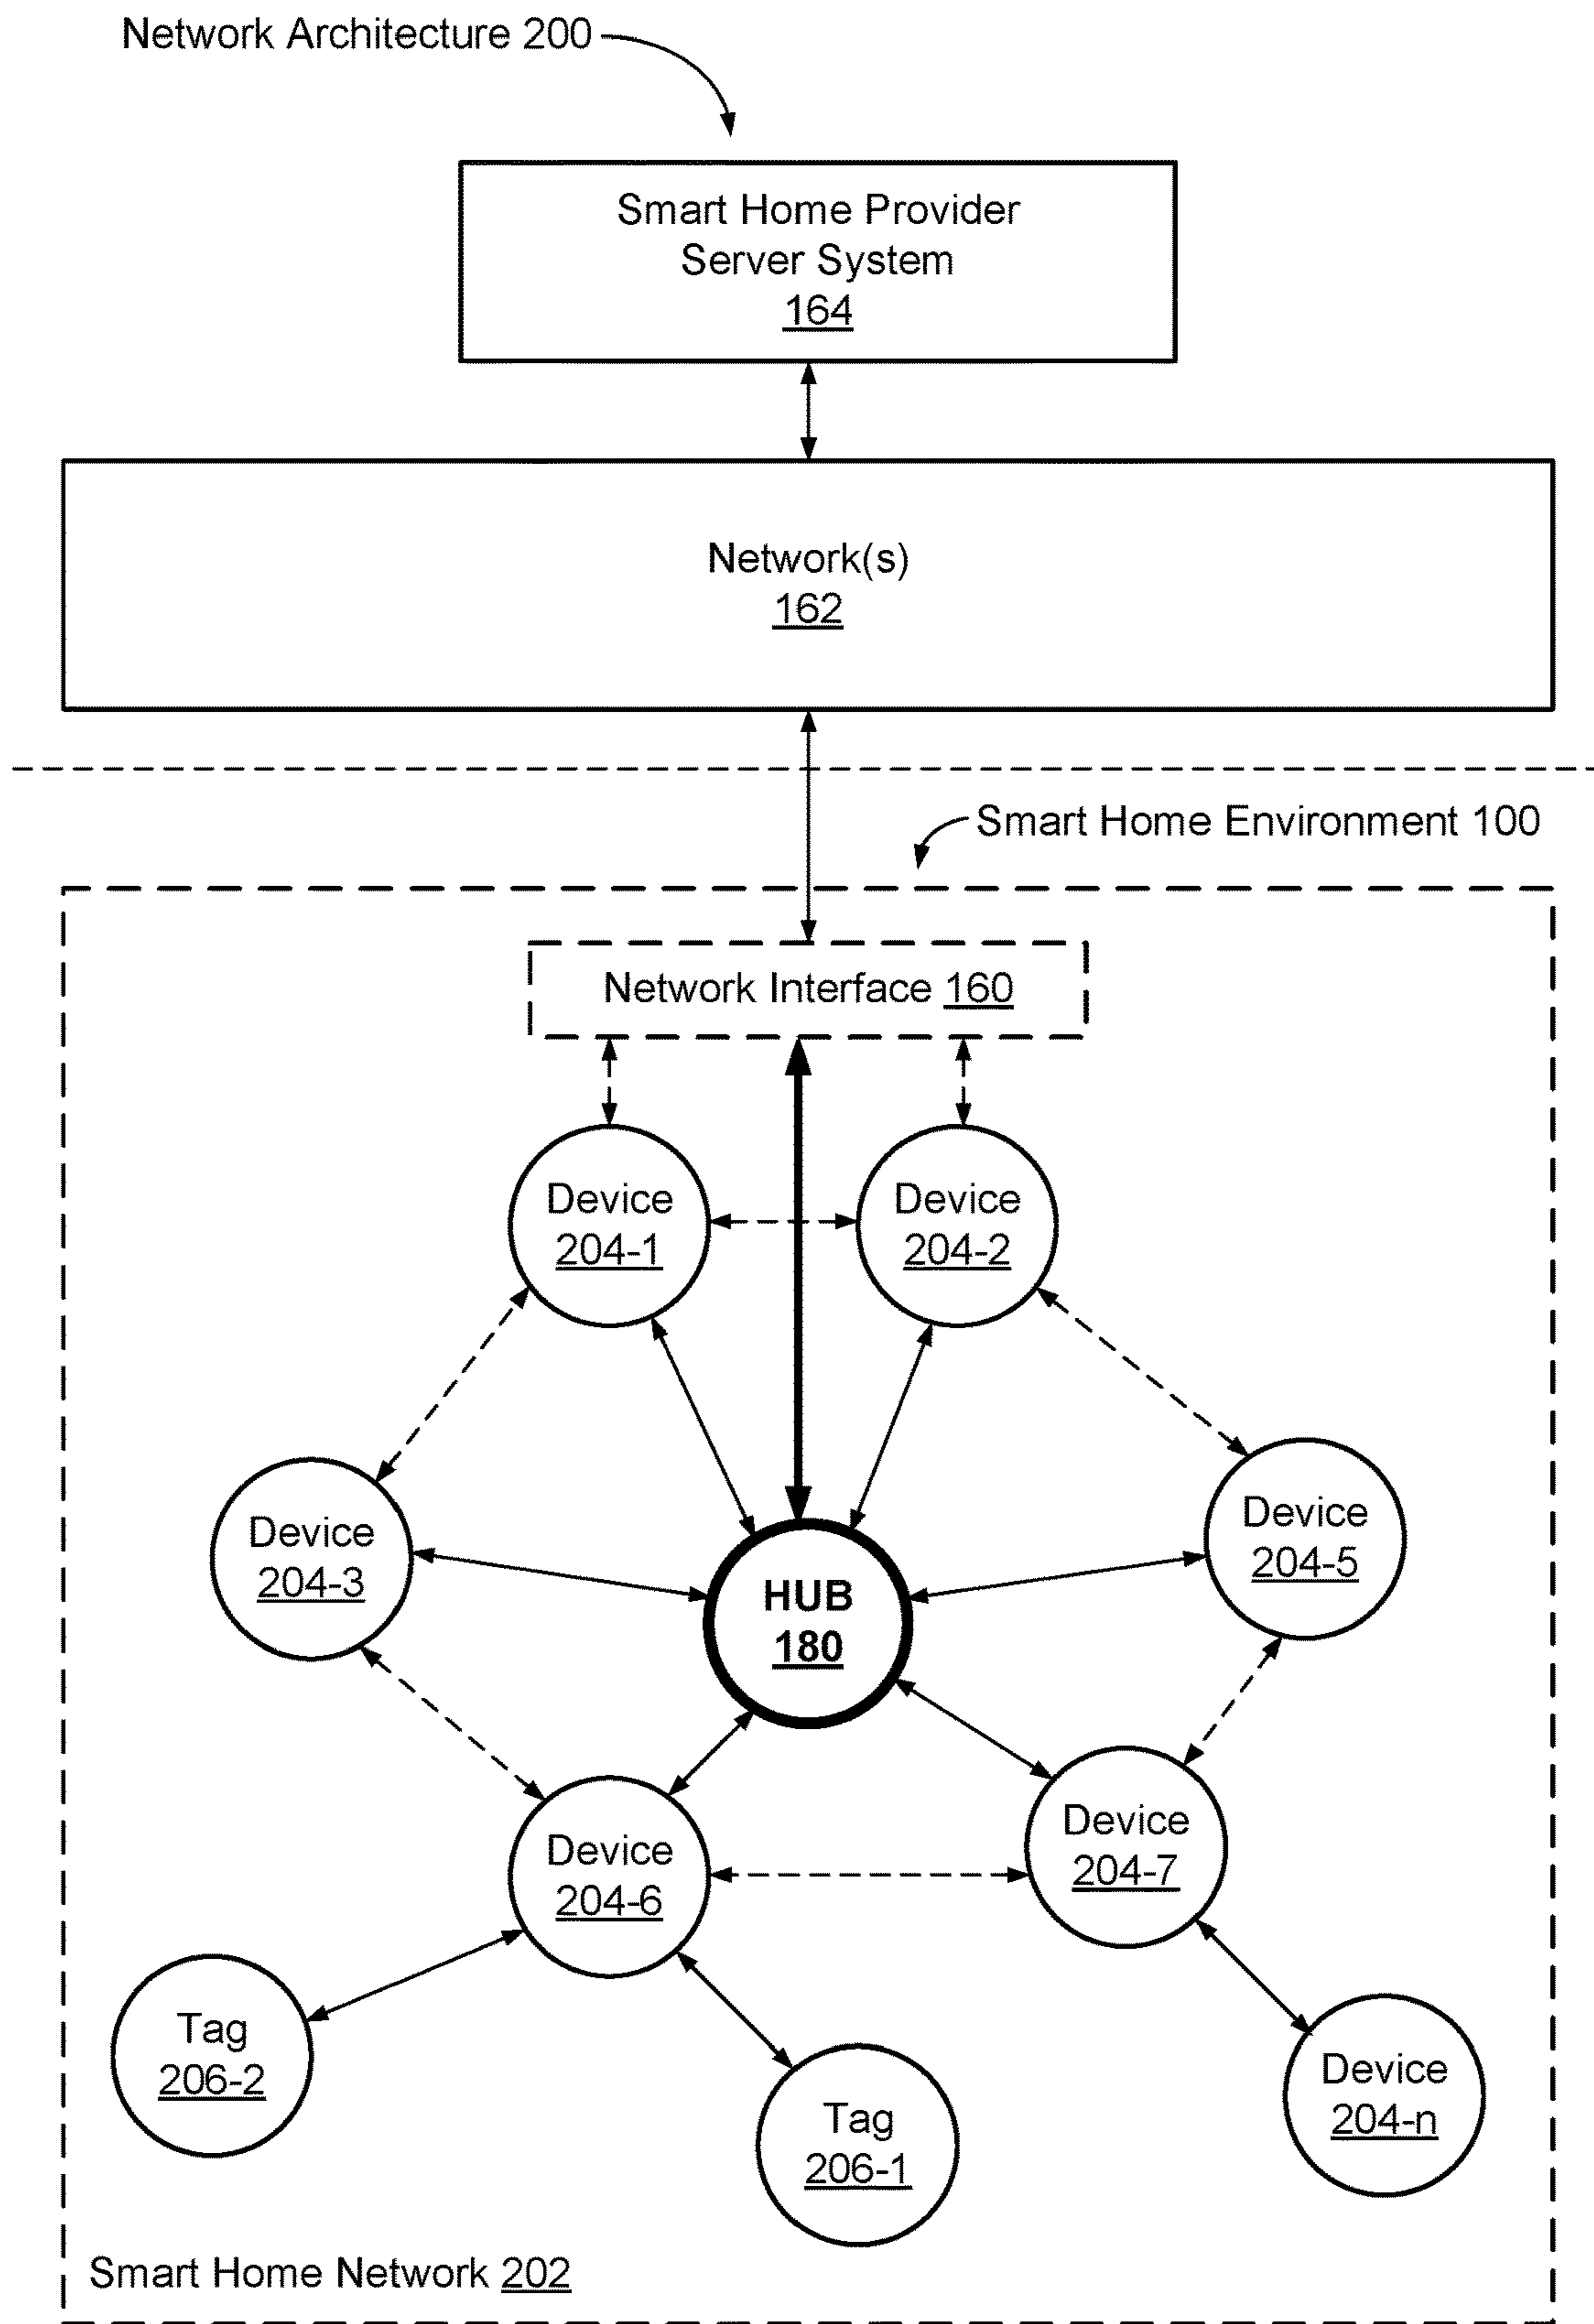 Network Architecture 200
Smart Home Provider
Server System
164
Network(s)
162
Smart Home Environment 100
Network Interface 160
Device
204-1
Device
204-2
Device
204-3
Device
204-5
HUB
180
Device
204-6
Device
204-7
Tag
206-2
Tag
206-1
Device
204-n
Smart Home Network 202